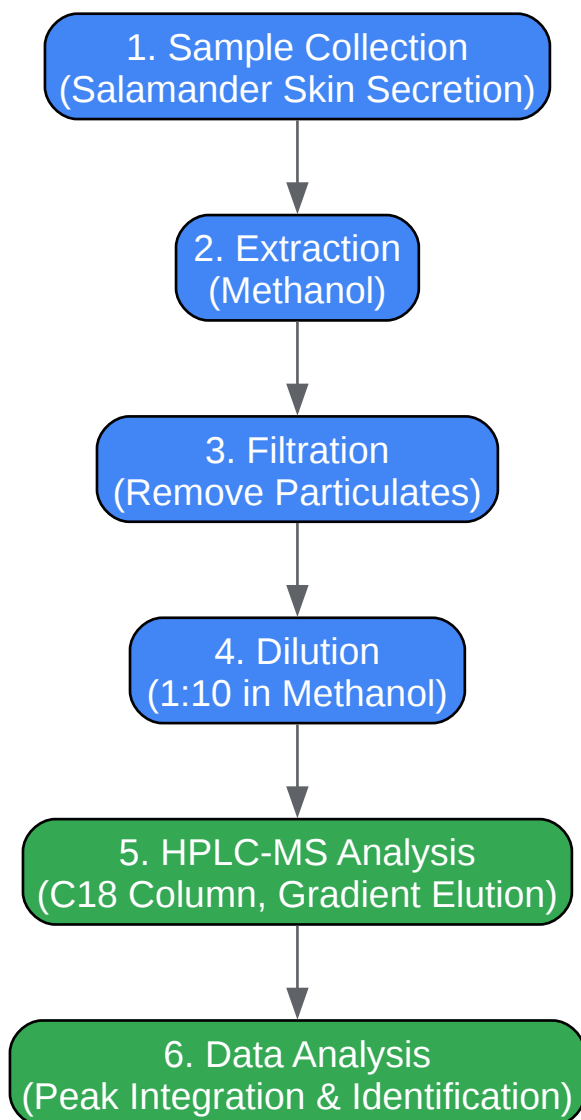 1. Sample Collection
(Salamander Skin Secretion)
2. Extraction
(Methanol)
3. Filtration
(Remove Particulates)
4. Dilution
(1:10 in Methanol)
5. HPLC-MS Analysis
(C18 Column, Gradient Elution)
6. Data Analysis
(Peak Integration & Identification)